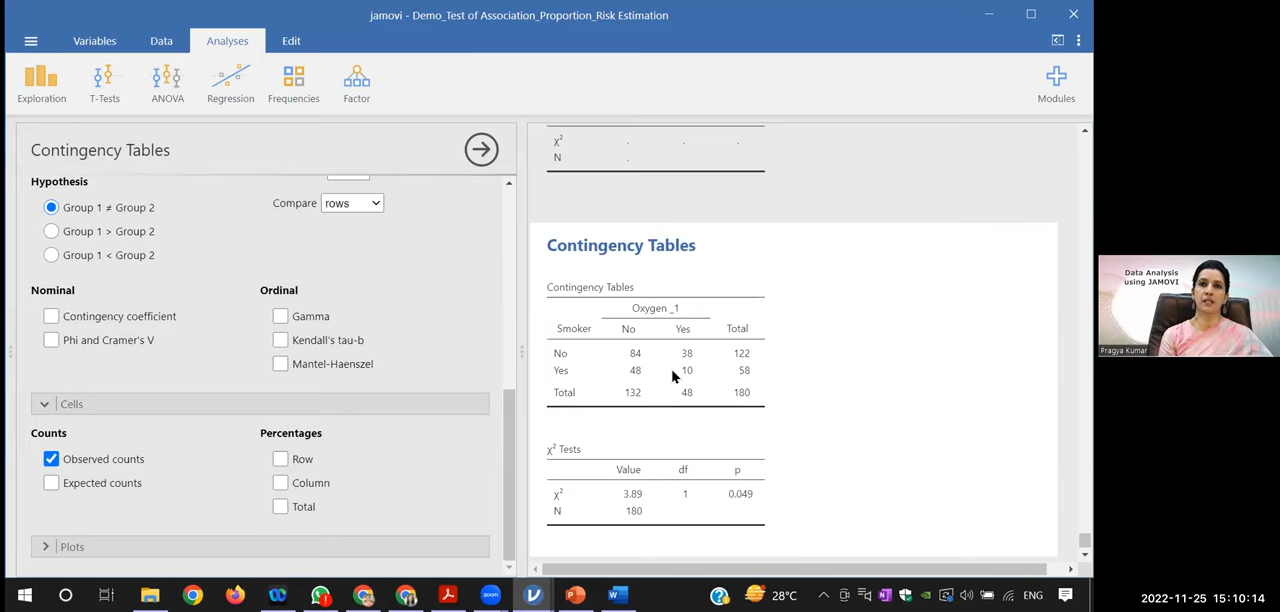 jamovi - Demo_Test of Association_Proportion_Risk Estimation
Variables Data Analyses Edit
Exploration T-Tests ANOVA Regression Frequencies Factor Modules
Contingency Tables
Hypothesis
Group 1 ≠ Group 2
Compare rows
Group 1 > Group 2
Group 1 < Group 2
Nominal Ordinal
Contingency coefficient Gamma
Phi and Cramer's V Kendall's tau-b
Mantel-Haenszel
Cells
Counts Percentages
Observed counts Row
Expected counts Column
Total
Plots
χ² . . .
N .
Contingency Tables
Contingency Tables
Oxygen _1
Smoker No Yes Total
No 84 38 122
Yes 48 10 58
Total 132 48 180
χ² Tests
Value df p
χ² 3.89 1 0.049
N 180
Data Analysis
using JAMOVI
Pragya Kumar
zoom
28°C
ENG
2022-11-25 15:10:14